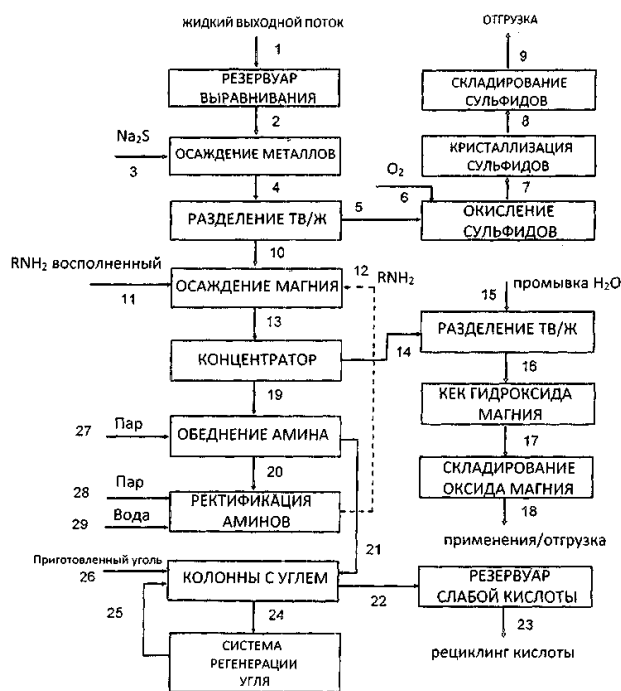 ЖИДКИЙ ВЫХОДНОЙ ПОТОК
1
РЕЗЕРВУАР
ВЫРАВНИВАНИЯ
2
Na₂S
3
ОСАЖДЕНИЕ МЕТАЛЛОВ
4
РАЗДЕЛЕНИЕ ТВ/Ж
5
ОТГРУЗКА
9
СКЛАДИРОВАНИЕ
СУЛЬФИДОВ
8
КРИСТАЛЛИЗАЦИЯ
СУЛЬФИДОВ
7
O₂
6
ОКИСЛЕНИЕ
СУЛЬФИДОВ
10
RNH₂ восполненный
11
ОСАЖДЕНИЕ МАГНИЯ
12
RNH₂
13
КОНЦЕНТРАТОР
14
15
промывка H₂O
РАЗДЕЛЕНИЕ ТВ/Ж
16
КЕК ГИДРОКСИДА
МАГНИЯ
17
СКЛАДИРОВАНИЕ
ОКСИДА МАГНИЯ
18
применения/отгрузка
19
27
Пар
ОБЕДНЕНИЕ АМИНА
20
28
Пар
29
Вода
РЕКТИФИКАЦИЯ
АМИНОВ
21
Приготовленный уголь
26
КОЛОННЫ С УГЛЕМ
25
24
22
РЕЗЕРВУАР
СЛАБОЙ КИСЛОТЫ
23
рециклинг кислоты
СИСТЕМА
РЕГЕНЕРАЦИИ
УГЛЯ